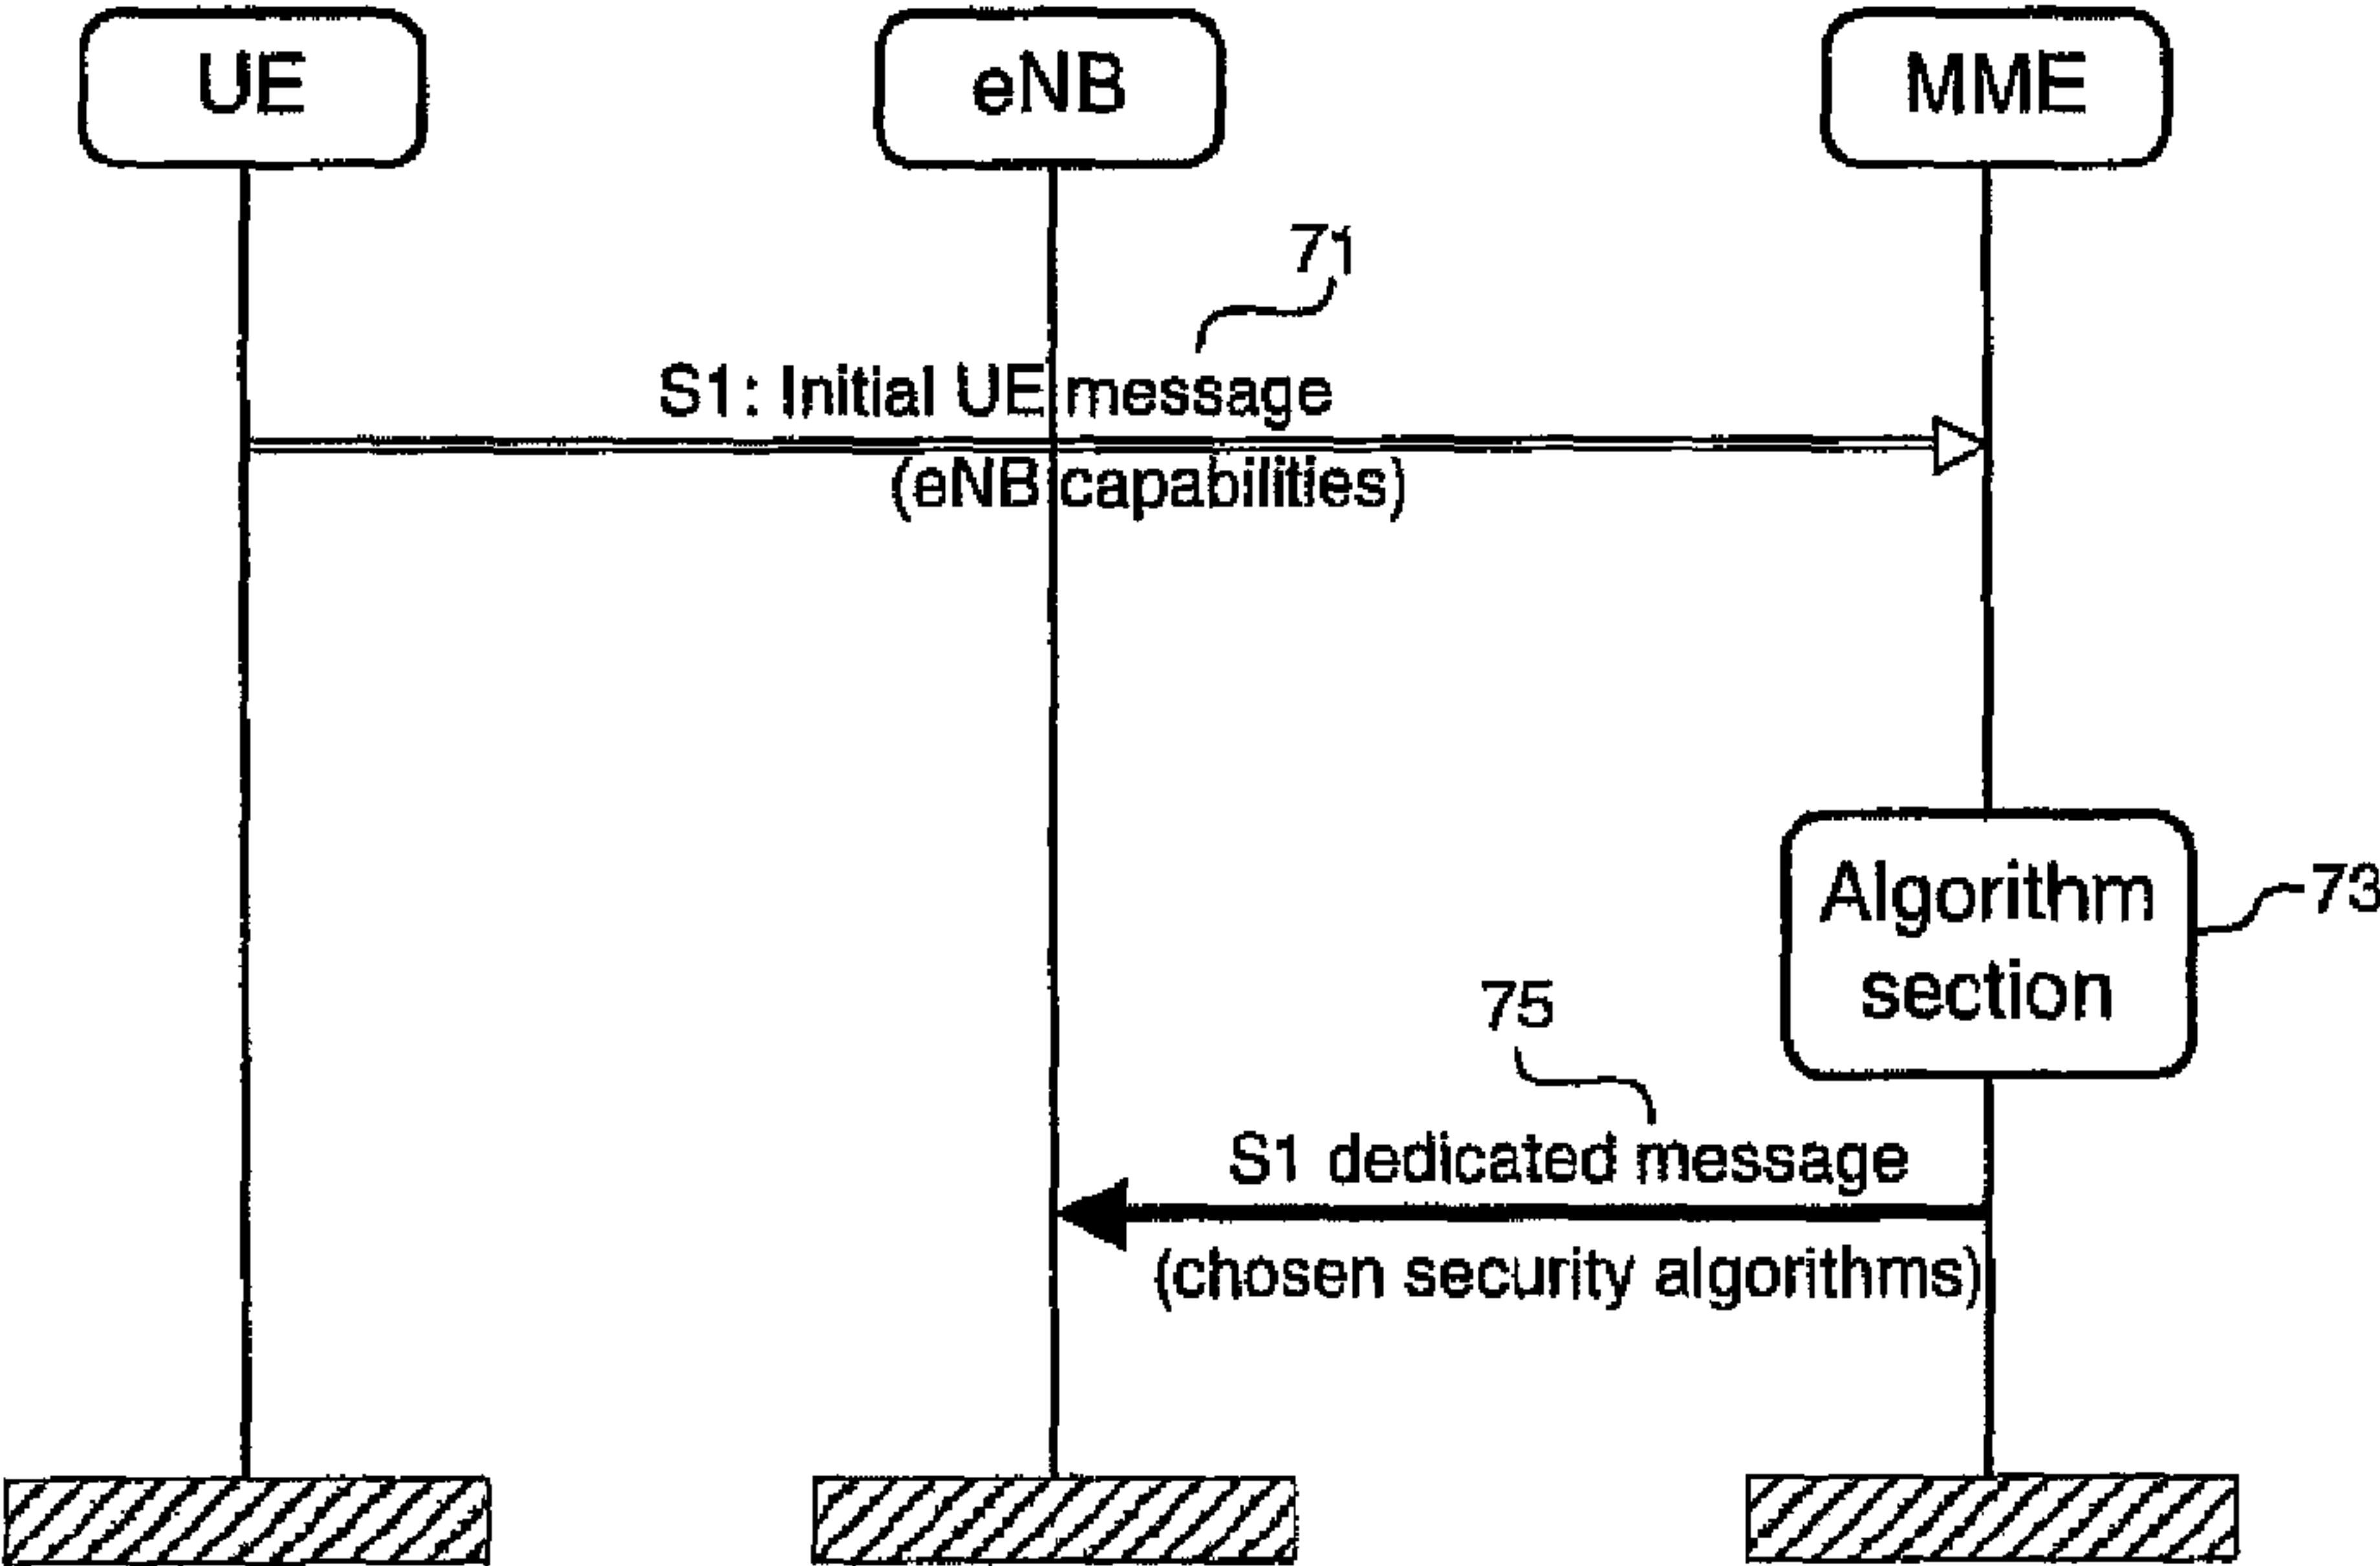 UE
eNB
MME
71
S1: Initial UE message
(eNB capabilities)
Algorithm
section
73
75
S1 dedicated message
(chosen security algorithms)